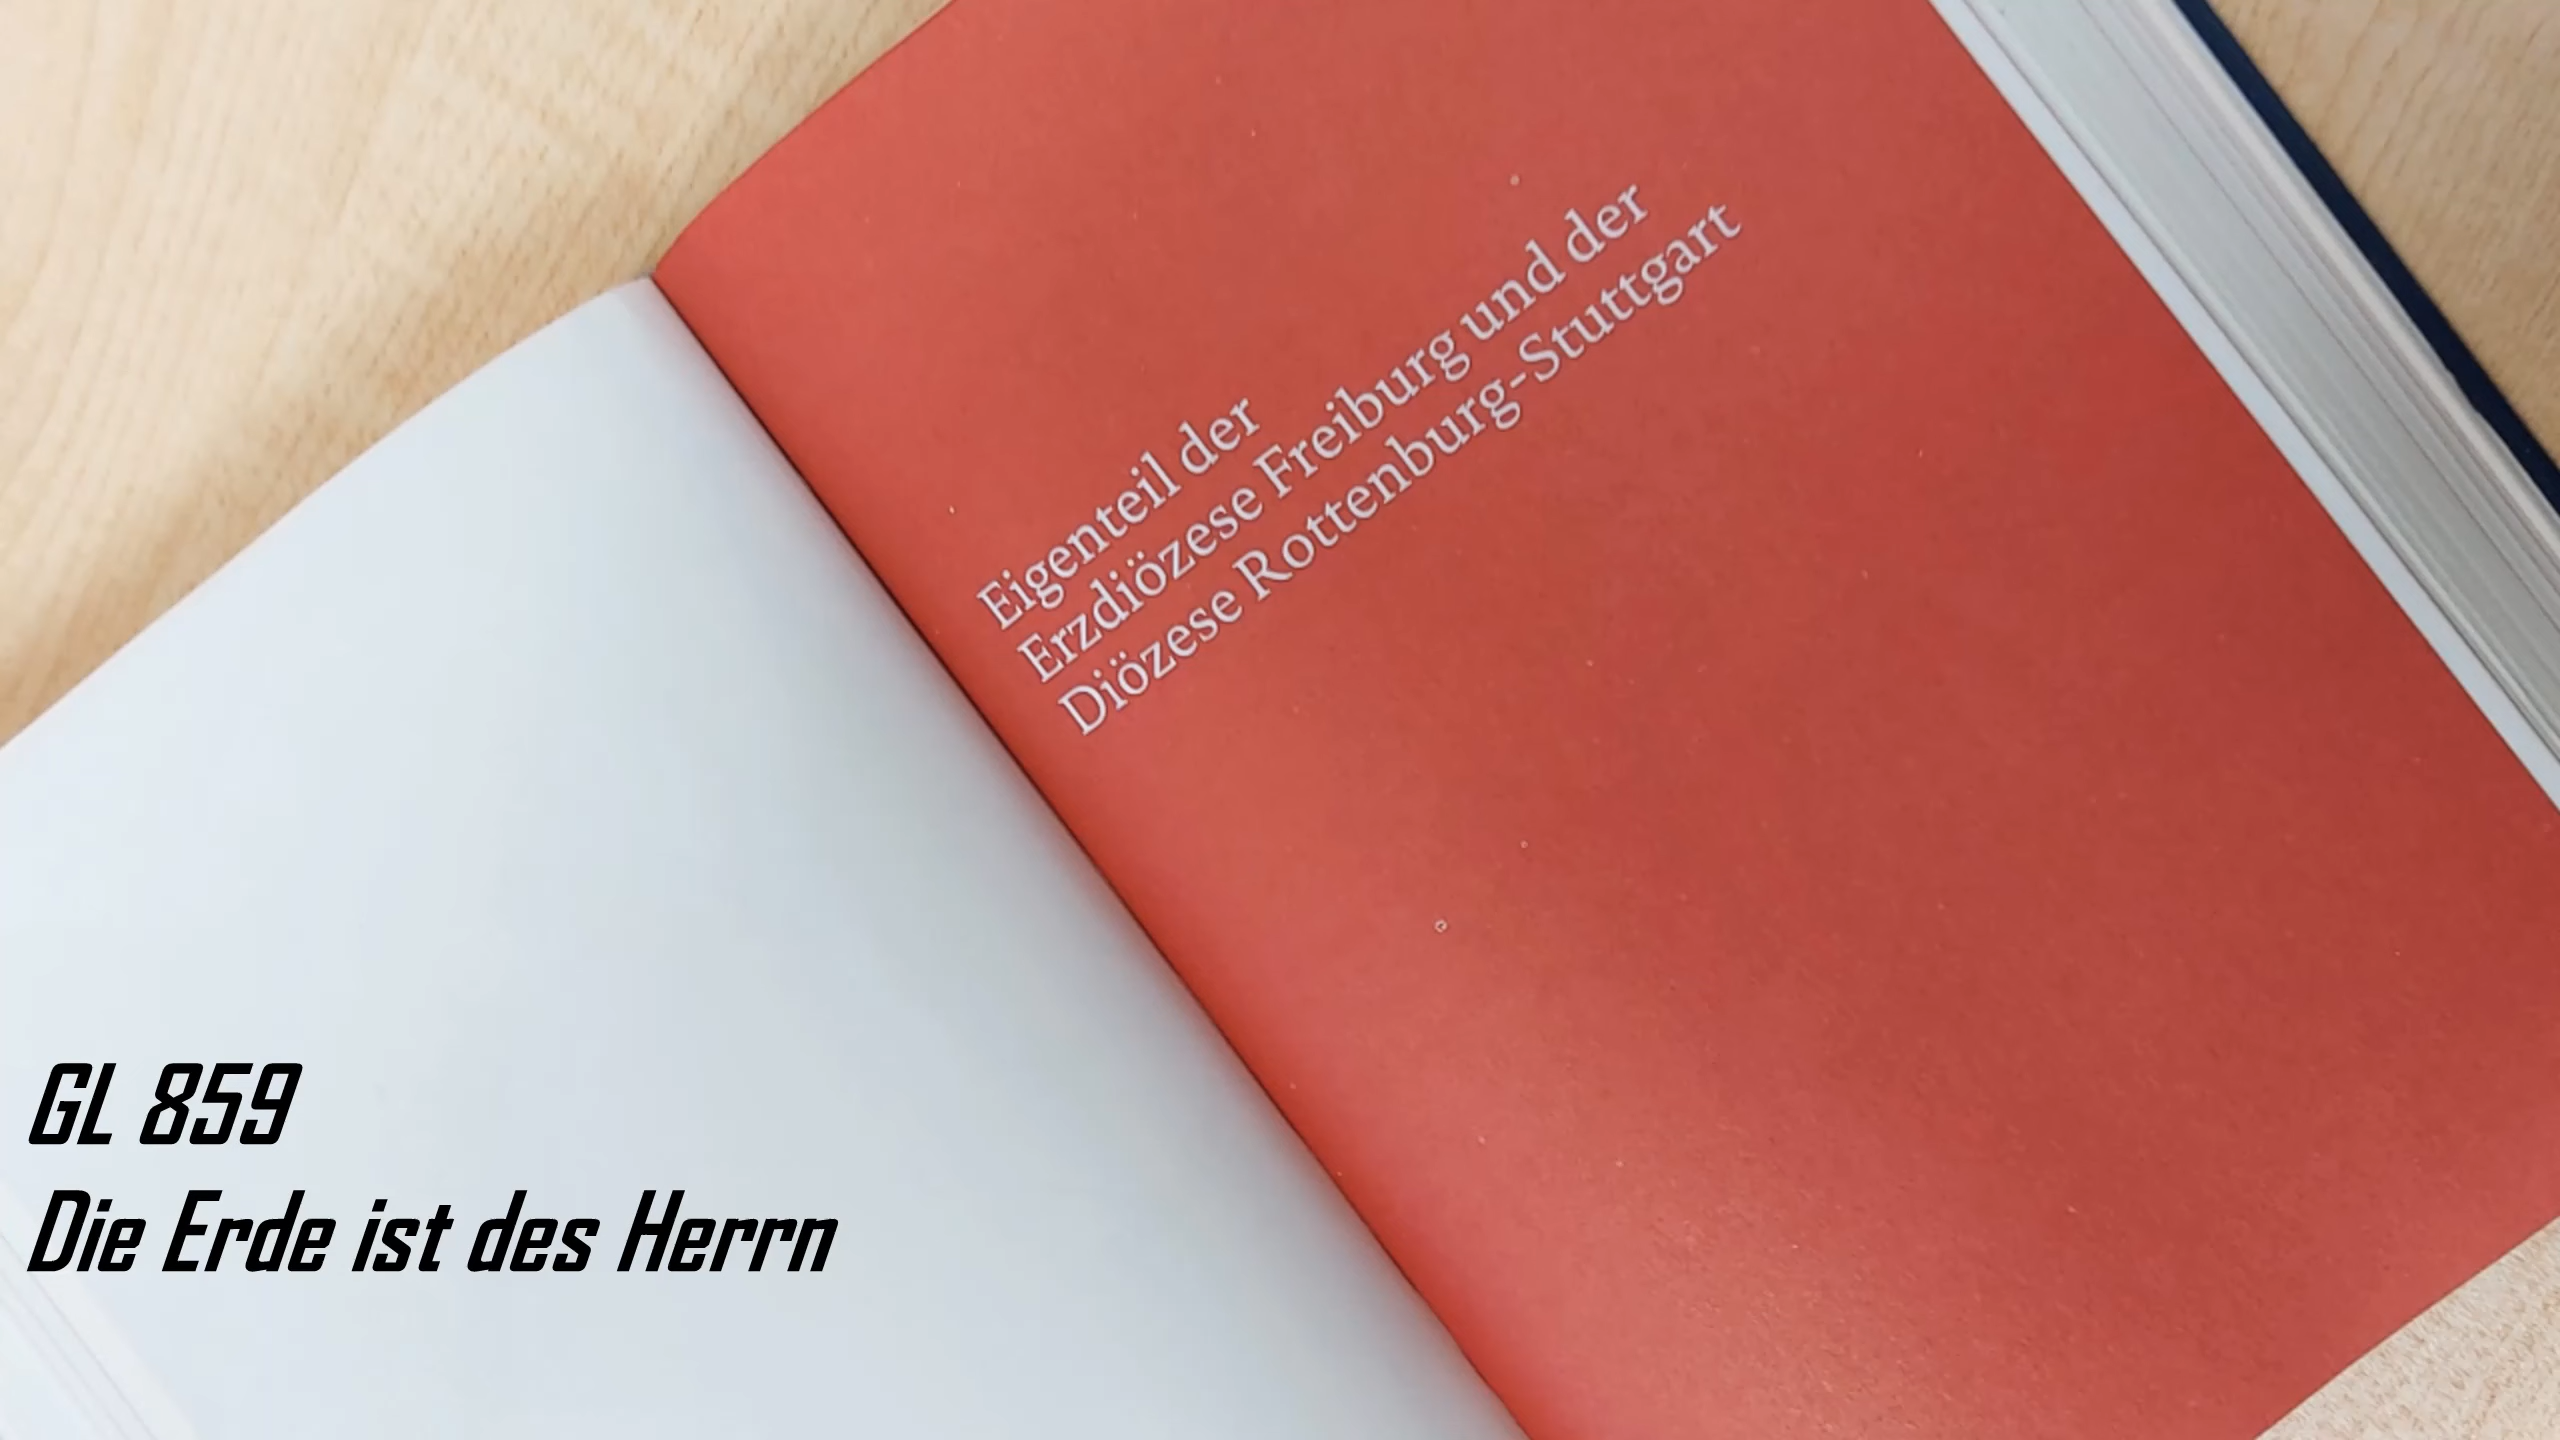 Eigenteil der
Erzdiözese Freiburg und der
Diözese Rottenburg-Stuttgart
GL 859
Die Erde ist des Herrn